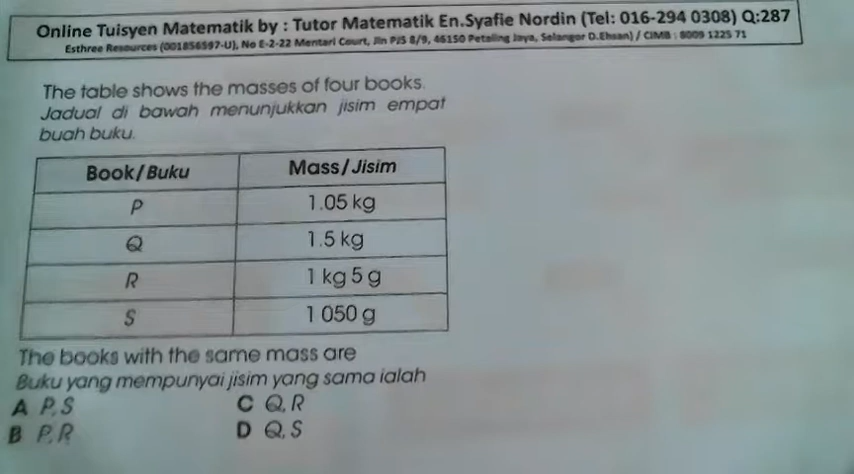 Online Tuisyen Matematik by : Tutor Matematik En.Syafie Nordin (Tel: 016-294 0308) Q:287
Esthree Resources (001856597-U), No E-2-22 Mentari Court, Jln PJS 8/9, 46150 Petaling Jaya, Selangor D.Ehsan) / CIMB : 8009 1225 71
The table shows the masses of four books.
Jadual di bawah menunjukkan jisim empat
buah buku.
Book/Buku Mass/Jisim
P 1.05 kg
Q 1.5 kg
R 1 kg 5 g
S 1 050 g
The books with the same mass are
Buku yang mempunyai jisim yang sama ialah
A P, S C Q, R
B P, R D Q, S